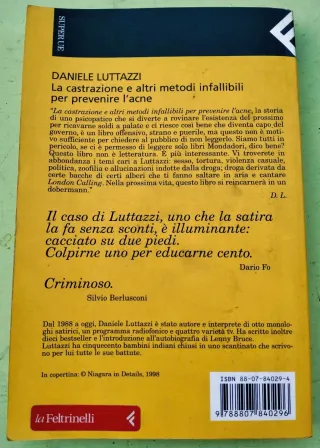 SUPER UE
DANIELE LUTTAZZI
La castrazione e altri metodi infallibili
per prevenire l'acne
"La castrazione e altri metodi infallibili per prevenire l'acne, la storia
di uno psicopatico che si diverte a rovinare l'esistenza del prossimo
per ricavarne soldi a palate e ci riesce così bene che diventa capo del
governo, è un libro offensivo, strano e puerile, ma questo non è moti-
vo sufficiente per chiedere al pubblico di non leggerlo. Siamo tutti in
pericolo, se ci permesso di leggere solo libri Mondadori, dico bene?
Questo libro non è letteratura. È più interessante. Vi troverete in
abbondanza i temi cari a Luttazzi: sesso, tortura, violenza casuale,
politica, zoofilia e allucinazioni indotte dalla droga; droga derivata da
certe bacche di certi alberi che ti fanno saltare in aria e cantare
London Calling. Nella prossima vita, questo libro si reincarnerà in un
dobermann."
D. L.
Il caso di Luttazzi, uno che la satira
la fa senza sconti, è illuminante:
cacciato su due piedi.
Colpirne uno per educarne cento.
Dario Fo
Criminoso.
Silvio Berlusconi
Dal 1988 a oggi, Daniele Luttazzi è stato autore e interprete di otto monolo-
ghi satirici, un programma radiofonico e quattro varietà tv. Ha scritto inoltre
dieci bestseller e l'introduzione all'autobiografia di Lenny Bruce.
Luttazzi ha cinquecento bambini indiani chiusi in uno scantinato che scrivo-
no per lui tutte le sue battute.
In copertina: © Niagara in Details, 1998
la Feltrinelli
ISBN 88-07-84029-4
9 788807 840296